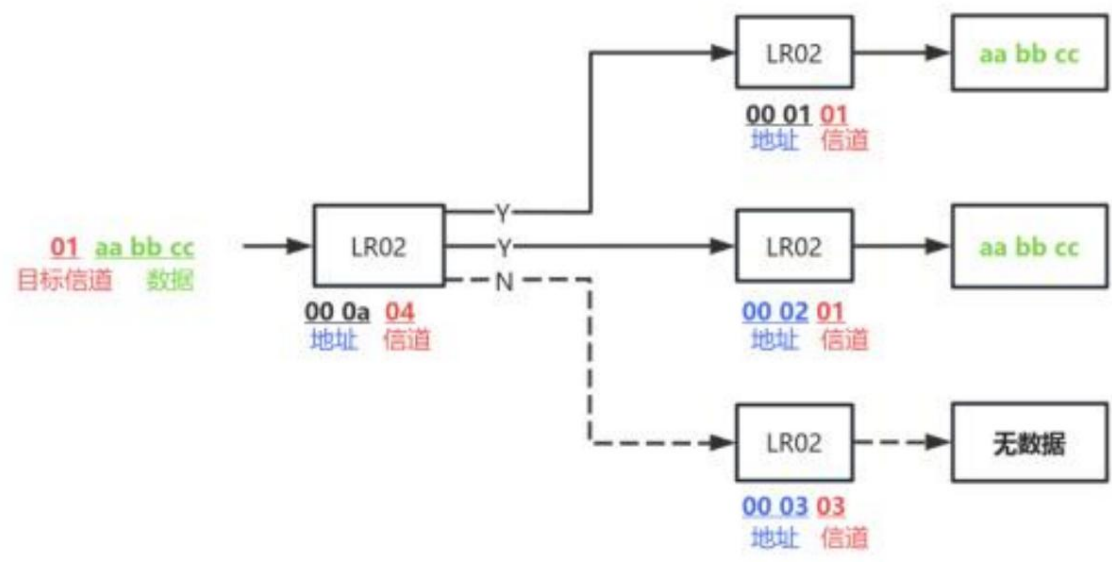 LR02
aa bb cc
00 01 01
地址 信道
Y
01 aa bb cc
目标信道 数据
LR02
Y
LR02
aa bb cc
N
00 0a 04
地址 信道
00 02 01
地址 信道
LR02
无数据
00 03 03
地址 信道